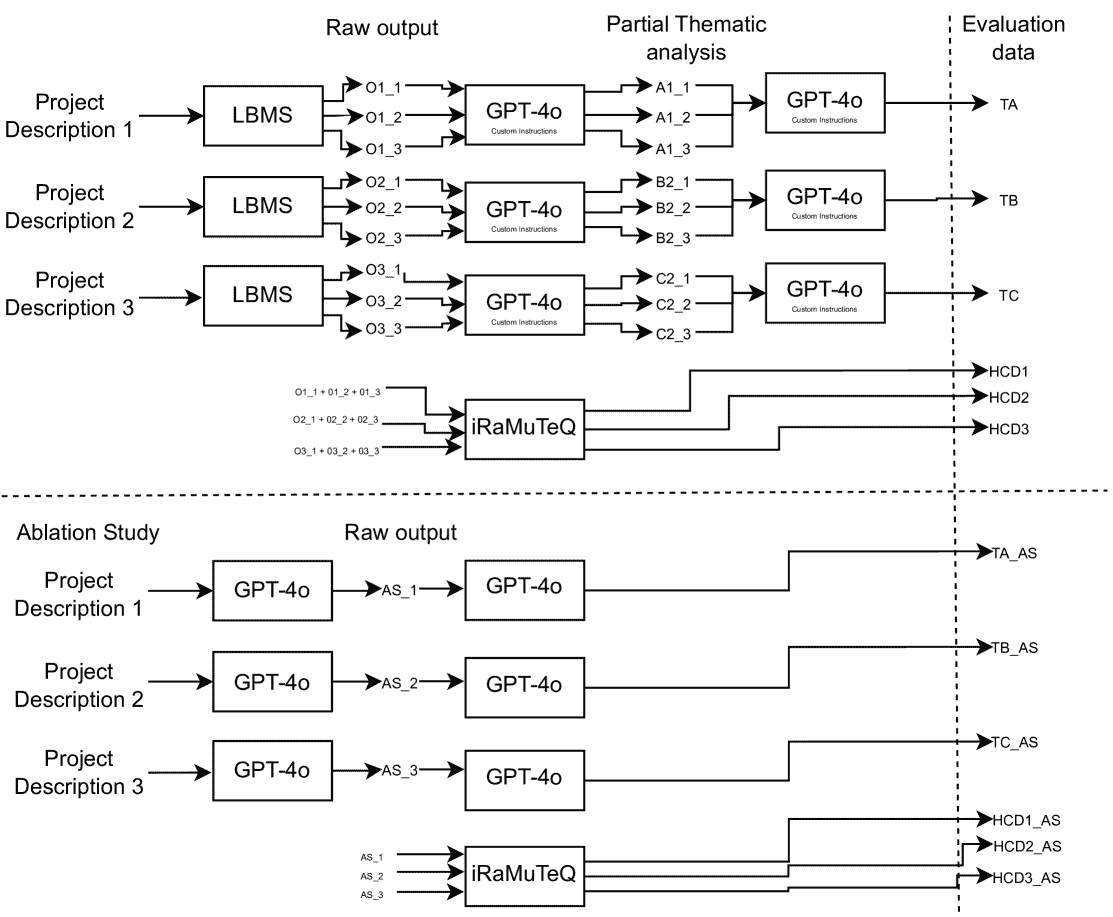 Raw output
Partial Thematic
analysis
Evaluation
data
Project
Description 1
LBMS
O1_1
O1_2
O1_3
GPT-4o
Custom Instructions
A1_1
A1_2
A1_3
GPT-4o
Custom Instructions
TA
Project
Description 2
LBMS
O2_1
O2_2
O2_3
GPT-4o
Custom Instructions
B2_1
B2_2
B2_3
GPT-4o
Custom Instructions
TB
Project
Description 3
LBMS
O3_1
O3_2
O3_3
GPT-4o
Custom Instructions
C2_1
C2_2
C2_3
GPT-4o
Custom Instructions
TC
O1_1 + 01_2 + 01_3
O2_1 + 02_2 + 02_3
O3_1 + 03_2 + 03_3
iRaMuTeQ
HCD1
HCD2
HCD3
Ablation Study
Raw output
Project
Description 1
GPT-4o
AS_1
GPT-4o
TA_AS
Project
Description 2
GPT-4o
AS_2
GPT-4o
TB_AS
Project
Description 3
GPT-4o
AS_3
GPT-4o
TC_AS
AS_1
AS_2
AS_3
iRaMuTeQ
HCD1_AS
HCD2_AS
HCD3_AS